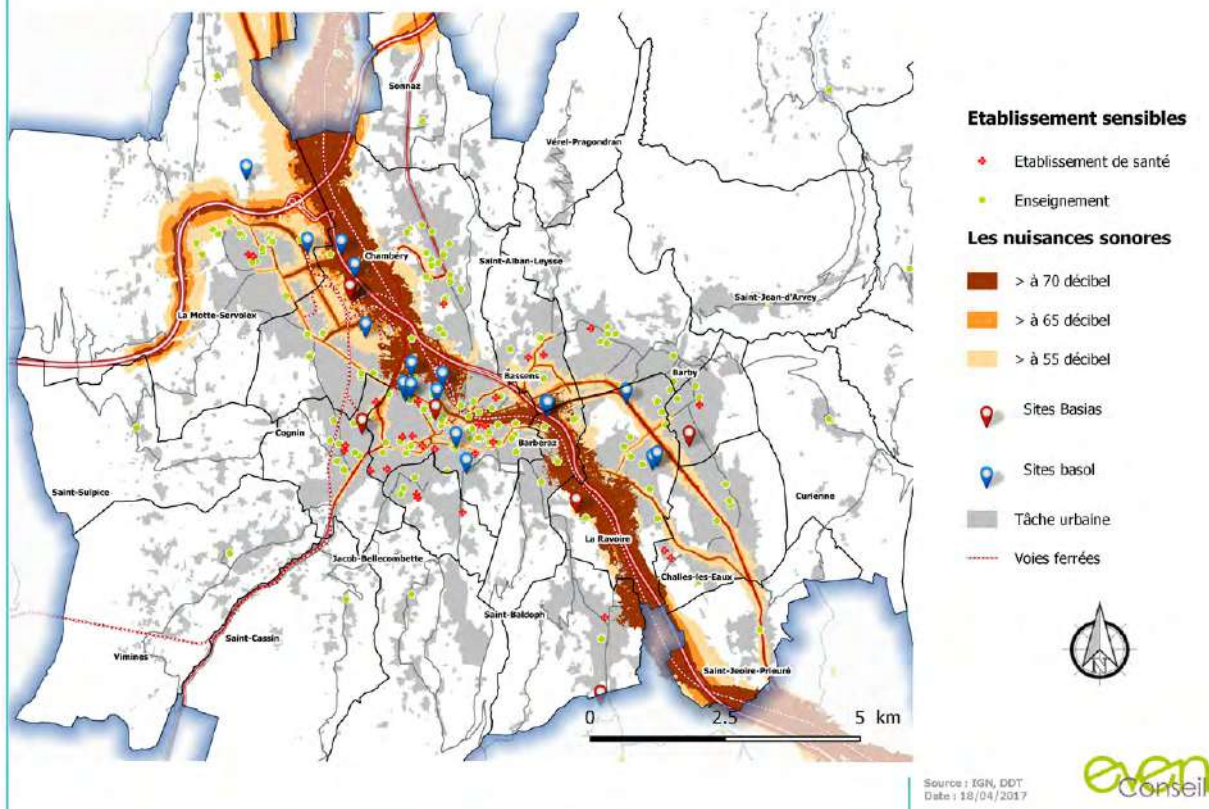 Sonnaz
Vérel-Pragondran
Chambéry
Saint-Alban-Leysse
Saint-Jean-d'Arvey
La Motte-Servolex
Bassens
Barby
Cognin
Barberaz
Saint-Sulpice
Curienne
La Ravoire
Jacob-Bellecombette
Challes-les-Eaux
Saint-Baldoph
Saint-Cassin
Vimines
Saint-Jeoire-Prieuré
0
2.5
5 km
Etablissement sensibles
Etablissement de santé
Enseignement
Les nuisances sonores
> à 70 décibel
> à 65 décibel
> à 55 décibel
Sites Basias
Sites basol
Tâche urbaine
Voies ferrées
N
Source : IGN, DDT
Date : 18/04/2017
even
Conseil